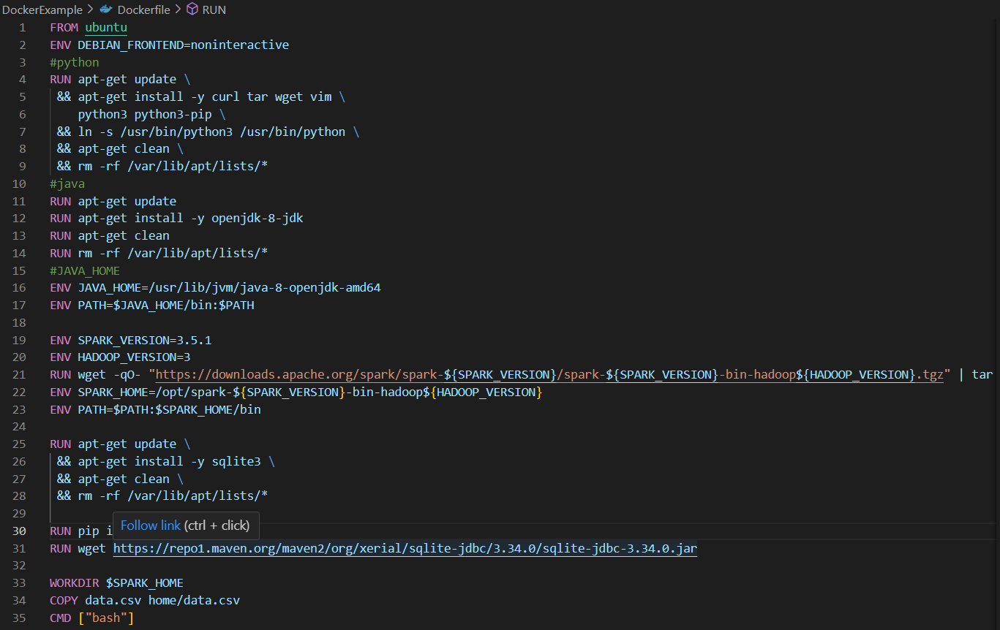 DockerExample > Dockerfile > RUN
1 FROM ubuntu
2 ENV DEBIAN_FRONTEND=noninteractive
3 #python
4 RUN apt-get update \
5 && apt-get install -y curl tar wget vim \
6 python3 python3-pip \
7 && ln -s /usr/bin/python3 /usr/bin/python \
8 && apt-get clean \
9 && rm -rf /var/lib/apt/lists/*
10 #java
11 RUN apt-get update
12 RUN apt-get install -y openjdk-8-jdk
13 RUN apt-get clean
14 RUN rm -rf /var/lib/apt/lists/*
15 #JAVA_HOME
16 ENV JAVA_HOME=/usr/lib/jvm/java-8-openjdk-amd64
17 ENV PATH=$JAVA_HOME/bin:$PATH
18
19 ENV SPARK_VERSION=3.5.1
20 ENV HADOOP_VERSION=3
21 RUN wget -qO- "https://downloads.apache.org/spark/spark-${SPARK_VERSION}/spark-${SPARK_VERSION}-bin-hadoop${HADOOP_VERSION}.tgz" | tar
22 ENV SPARK_HOME=/opt/spark-${SPARK_VERSION}-bin-hadoop${HADOOP_VERSION}
23 ENV PATH=$PATH:$SPARK_HOME/bin
24
25 RUN apt-get update \
26 && apt-get install -y sqlite3 \
27 && apt-get clean \
28 && rm -rf /var/lib/apt/lists/*
29
Follow link (ctrl + click)
30 RUN pip i
31 RUN wget https://repo1.maven.org/maven2/org/xerial/sqlite-jdbc/3.34.0/sqlite-jdbc-3.34.0.jar
32
33 WORKDIR $SPARK_HOME
34 COPY data.csv home/data.csv
35 CMD ["bash"]